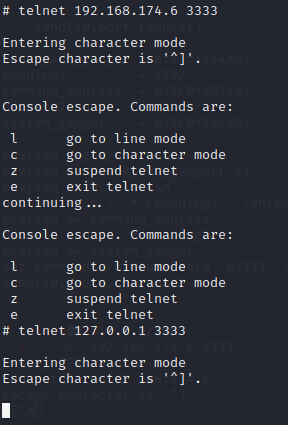 # telnet 192.168.174.6 3333
Entering character mode
Escape character is '^]'.
Console escape. Commands are:
l go to line mode
c go to character mode
z suspend telnet
e exit telnet
continuing...
Console escape. Commands are:
l go to line mode
c go to character mode
z suspend telnet
e exit telnet
# telnet 127.0.0.1 3333
Entering character mode
Escape character is '^]'.